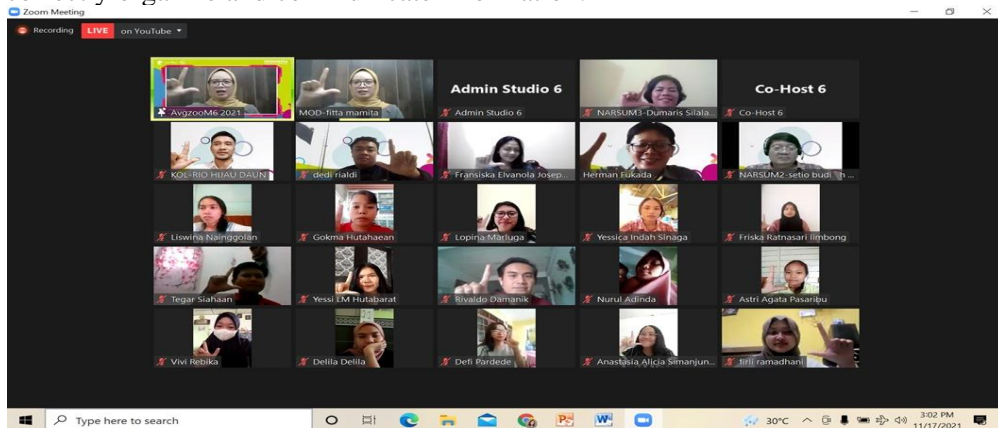 Zoom Meeting
Recording LIVE on YouTube
AvgzooM6 2021
MOD-fitta mamita
Admin Studio 6
Admin Studio 6
NARSUM3-Dumaris Silala...
Co-Host 6
Co-Host 6
KOL-RIO HIJAU DAUN
dedi rialdi
Fransiska Elvanola Josep...
Herman Fukada
NARSUM2-setio budi
Liswina Nainggolan
Gokma Hutahaean
Lopina Marluga
Yessica Indah Sinaga
Friska Ratnasari limbong
Tegar Siahaan
Yessi LM Hutabarat
Rivaldo Damanik
Nurul Adinda
Astri Agata Pasaribu
Vivi Rebika
Delila Delila
Defi Pardede
Anastasia Alicia Simanjun...
firli ramadhani
Type here to search
30°C
3:02 PM
11/17/2021